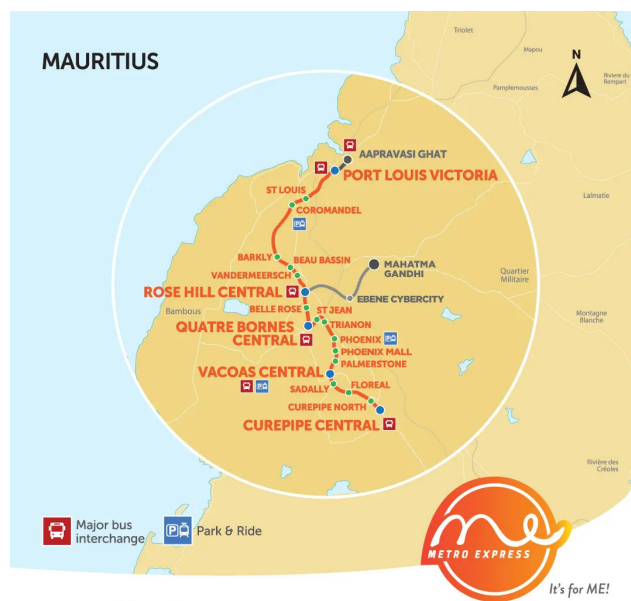 MAURITIUS
Triolet
Mapou
Riviere du
Rempart
N
Pamplemousses
AAPRAVASI GHAT
PORT LOUIS VICTORIA
ST LOUIS
COROMANDEL
Lalmatie
BARKLY
BEAU BASSIN
VANDERMEERSCH
MAHATMA
GANDHI
Quartier
Militaire
ROSE HILL CENTRAL
EBENE CYBERCITY
Bambous
BELLE ROSE
ST JEAN
TRIANON
Montagne
Blanche
QUATRE BORNES
CENTRAL
PHOENIX
PHOENIX MALL
PALMERSTONE
VACOAS CENTRAL
SADALLY
FLOREAL
CUREPIPE NORTH
CUREPIPE CENTRAL
Rivière des
Créoles
Major bus
interchange
Park & Ride
me
METRO EXPRESS
It's for ME!